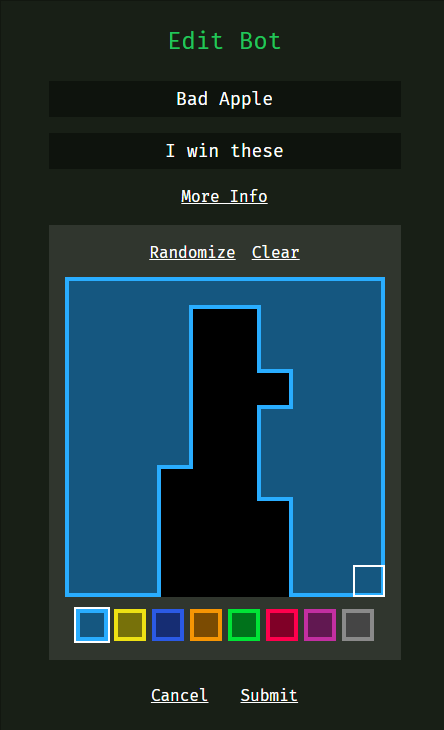 Edit Bot
Bad Apple
I win these
More Info
Randomize Clear
Cancel Submit